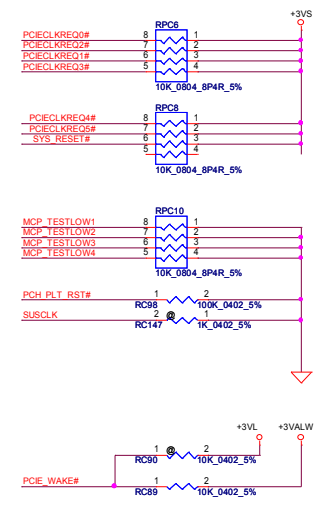 +3VS
RPC6
PCIECLKREQ0# 8 1
PCIECLKREQ2# 7 2
PCIECLKREQ1# 6 3
PCIECLKREQ3# 5 4
10K_0804_8P4R_5%
RPC8
PCIECLKREQ4# 8 1
PCIECLKREQ5# 7 2
SYS_RESET# 6 3
5 4
10K_0804_8P4R_5%
RPC10
MCP_TESTLOW1 8 1
MCP_TESTLOW2 7 2
MCP_TESTLOW3 6 3
MCP_TESTLOW4 5 4
10K_0804_8P4R_5%
PCH_PLT_RST# 1 2
RC98 100K_0402_5%
SUSCLK 2 @ 1
RC147 1K_0402_5%
+3VL +3VALW
1 @ 2
RC90 10K_0402_5%
PCIE_WAKE# 1 2
RC89 10K_0402_5%